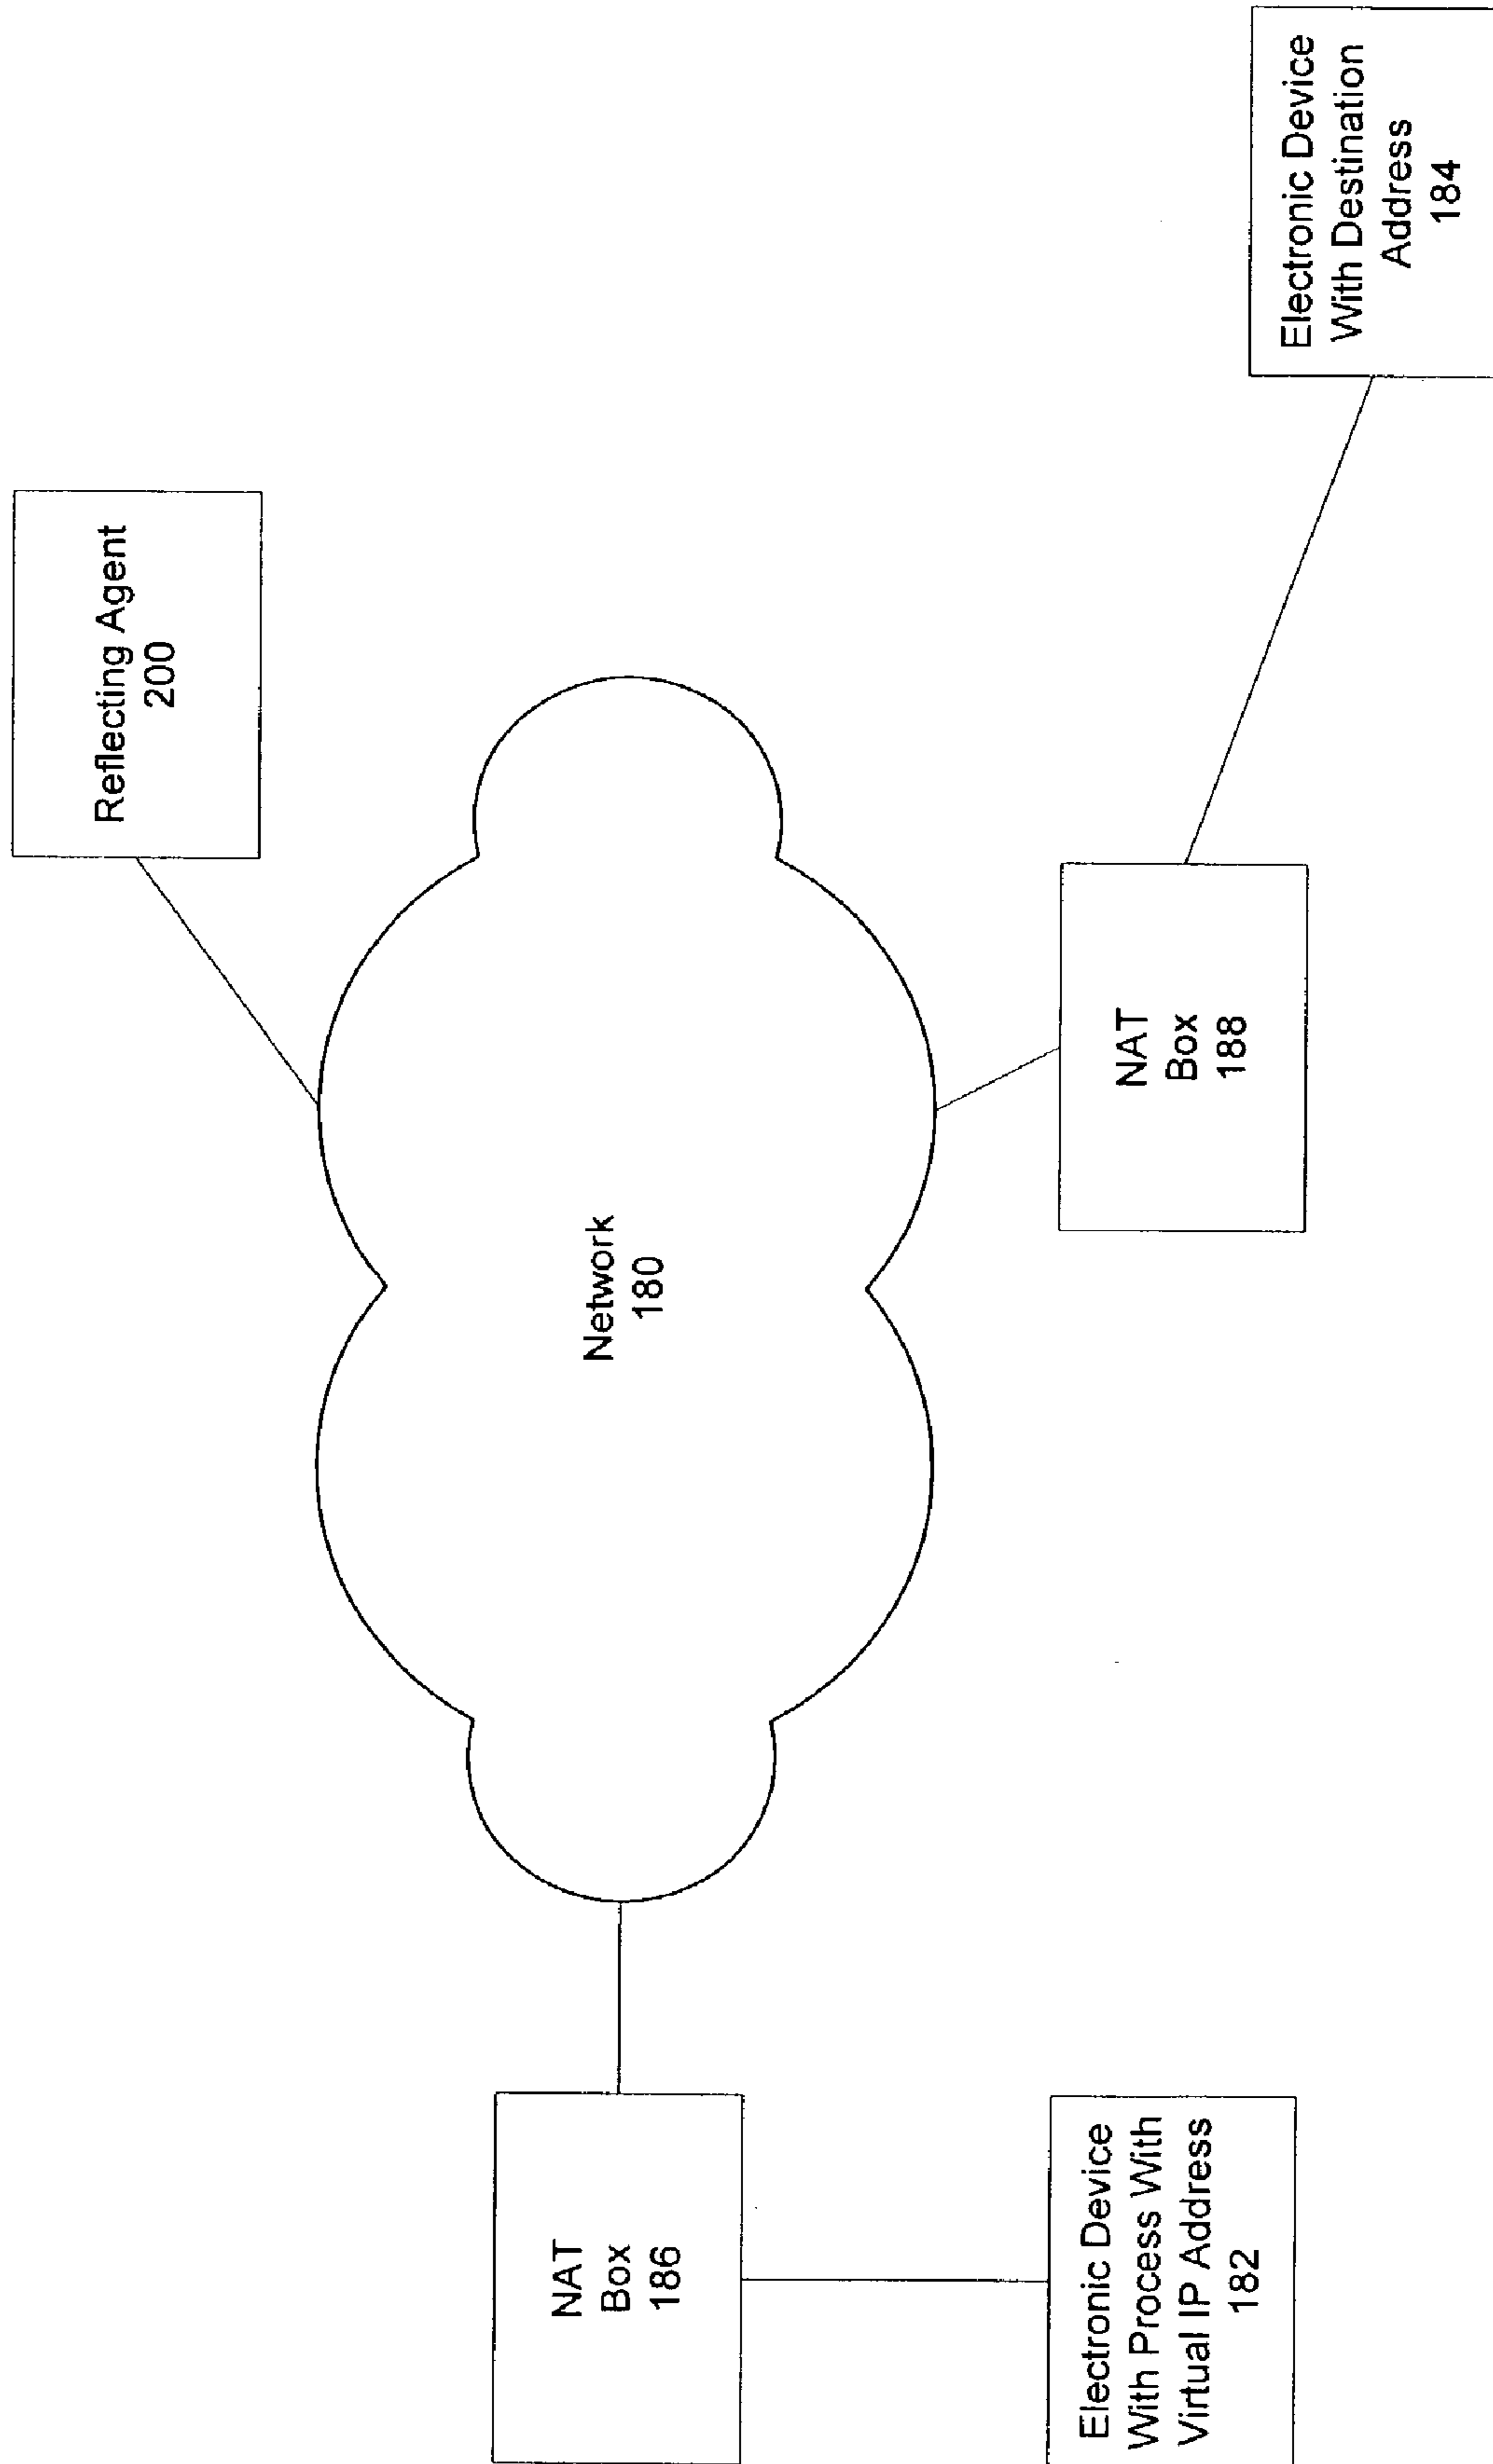 Reflecting Agent
200
Network
180
NAT
Box
186
NAT
Box
188
Electronic Device
With Process With
Virtual IP Address
182
Electronic Device
With Destination
Address
184